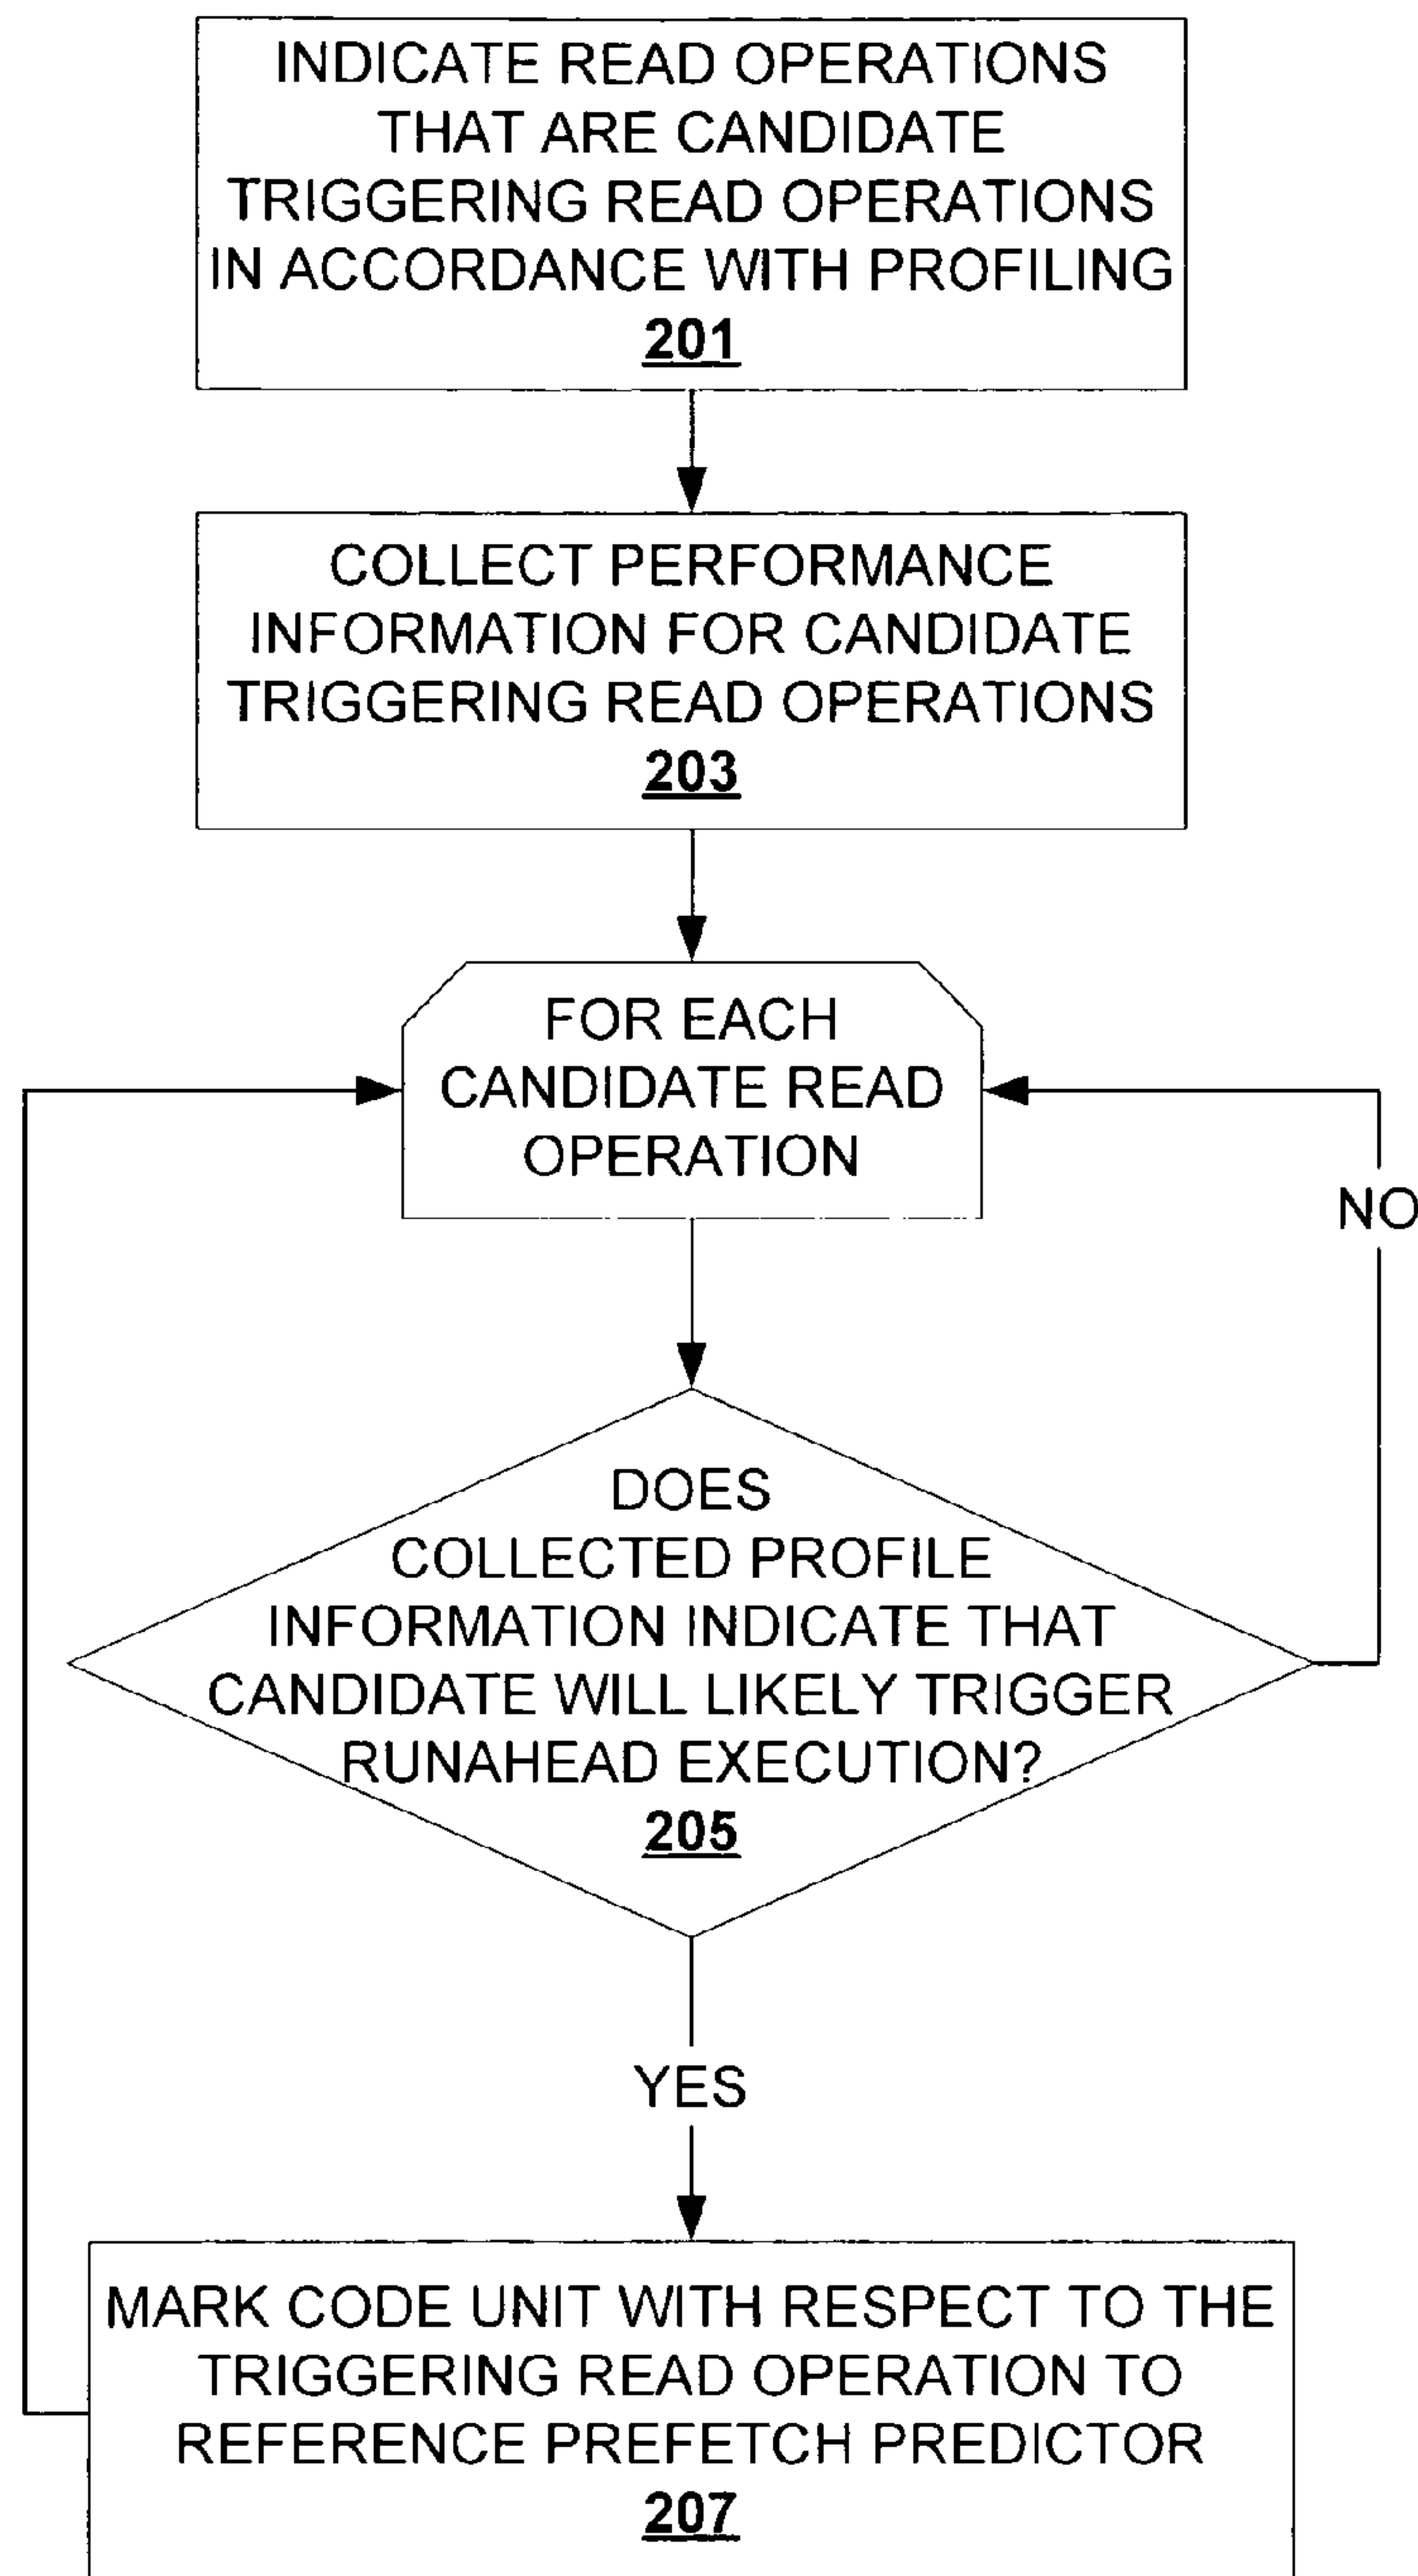 INDICATE READ OPERATIONS
THAT ARE CANDIDATE
TRIGGERING READ OPERATIONS
IN ACCORDANCE WITH PROFILING
201
COLLECT PERFORMANCE
INFORMATION FOR CANDIDATE
TRIGGERING READ OPERATIONS
203
FOR EACH
CANDIDATE READ
OPERATION
NO
DOES
COLLECTED PROFILE
INFORMATION INDICATE THAT
CANDIDATE WILL LIKELY TRIGGER
RUNAHEAD EXECUTION?
205
YES
MARK CODE UNIT WITH RESPECT TO THE
TRIGGERING READ OPERATION TO
REFERENCE PREFETCH PREDICTOR
207